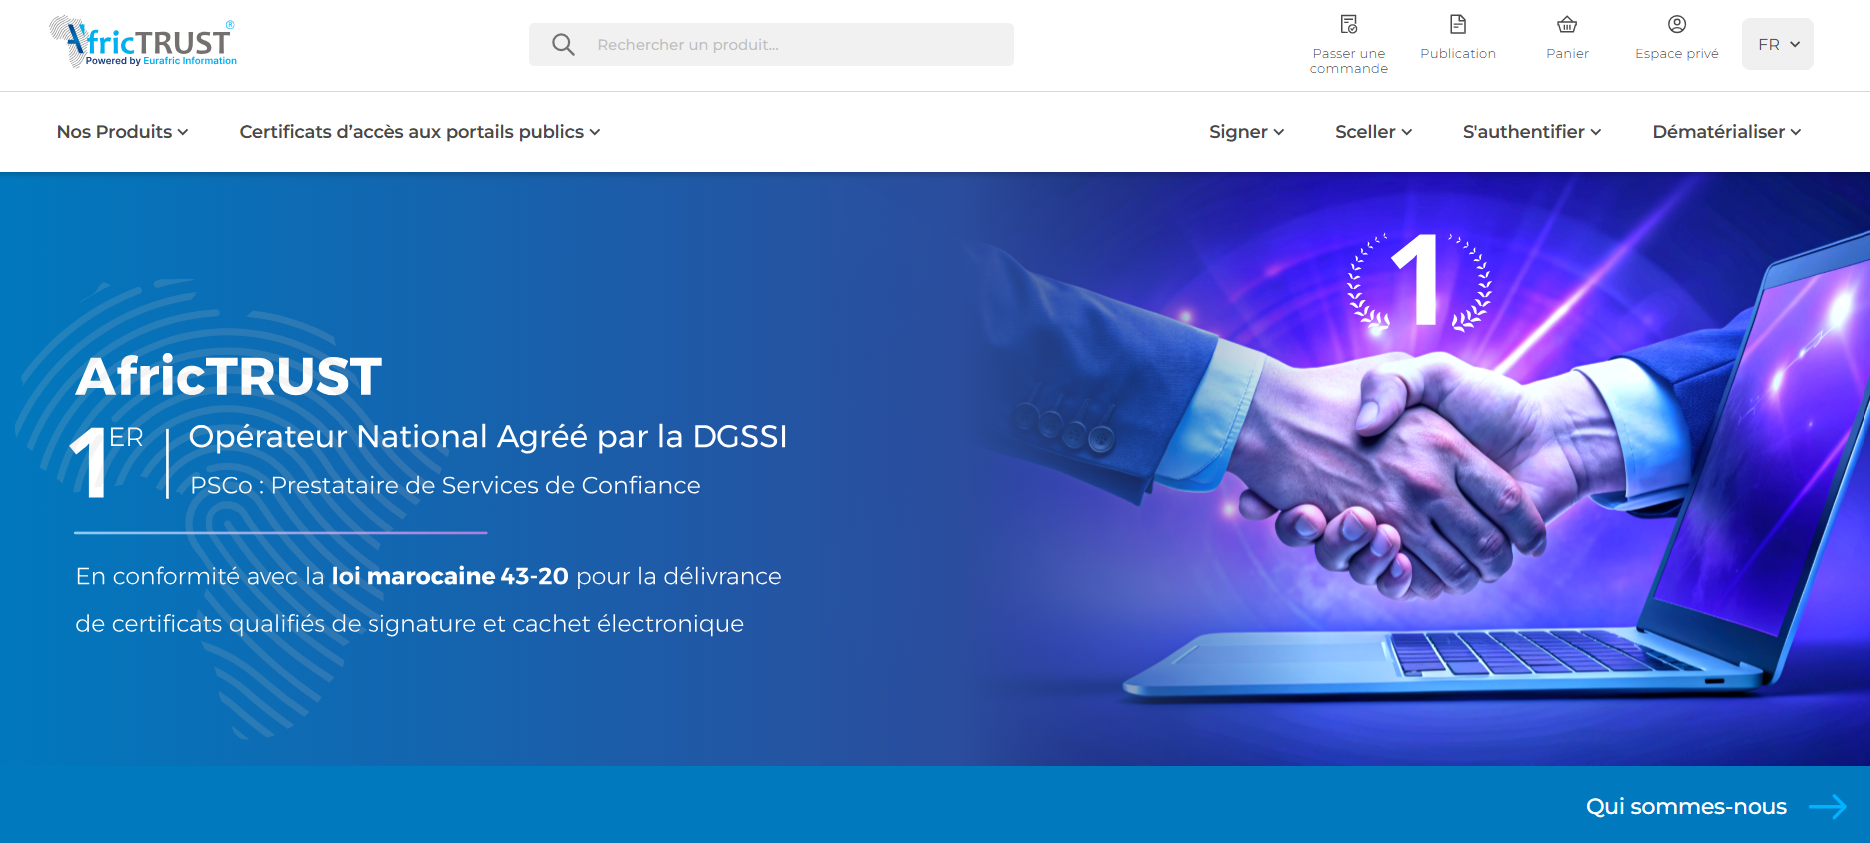 AfricTRUST®
Powered by Eurafric Information
Rechercher un produit...
Passer une
commande
Publication
Panier
Espace privé
FR
Nos Produits
Certificats d’accès aux portails publics
Signer
Sceller
S'authentifier
Dématérialiser
1
AfricTRUST
1ER
Opérateur National Agréé par la DGSSI
PSCo : Prestataire de Services de Confiance
En conformité avec la loi marocaine 43-20 pour la délivrance
de certificats qualifiés de signature et cachet électronique
Qui sommes-nous